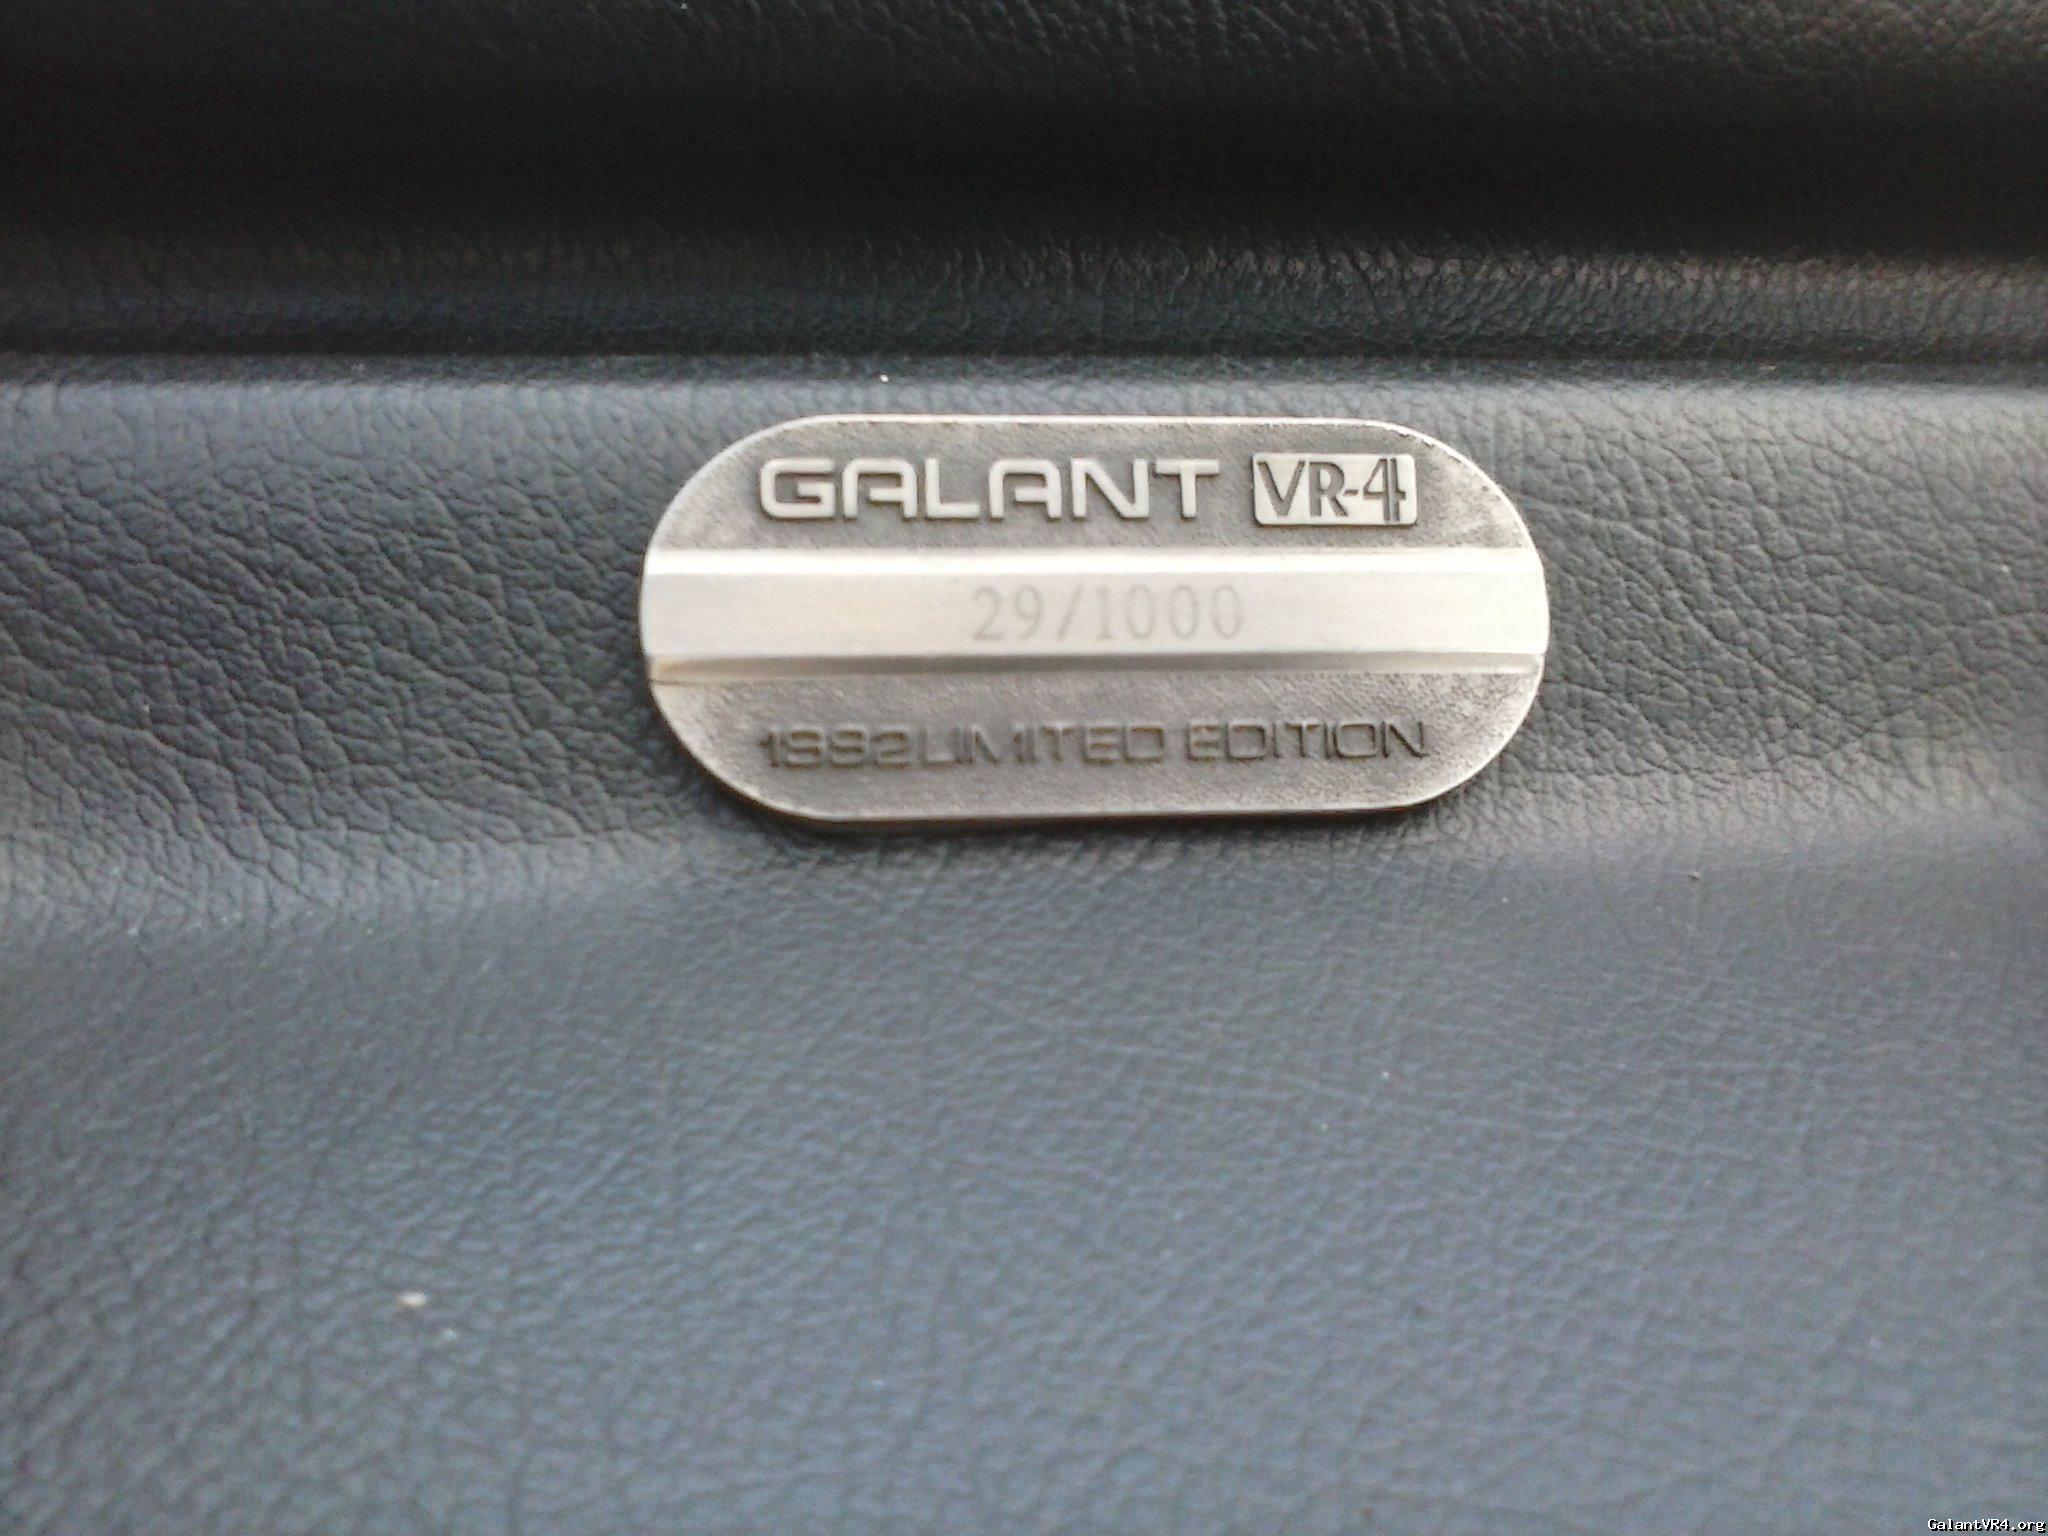 GALANT VR-4
29/1000
1992 LIMITED EDITION
GalantVR4.org